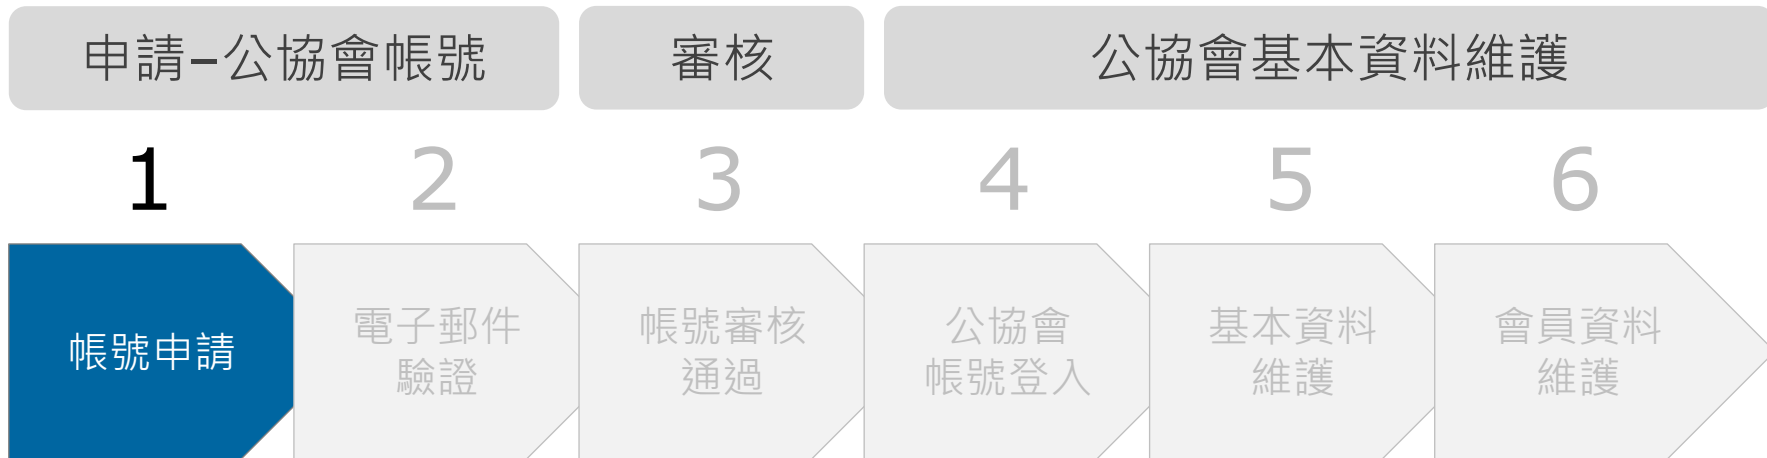 申請–公協會帳號
審核
公協會基本資料維護
1
2
3
4
5
6
帳號申請
電子郵件
驗證
帳號審核
通過
公協會
帳號登入
基本資料
維護
會員資料
維護